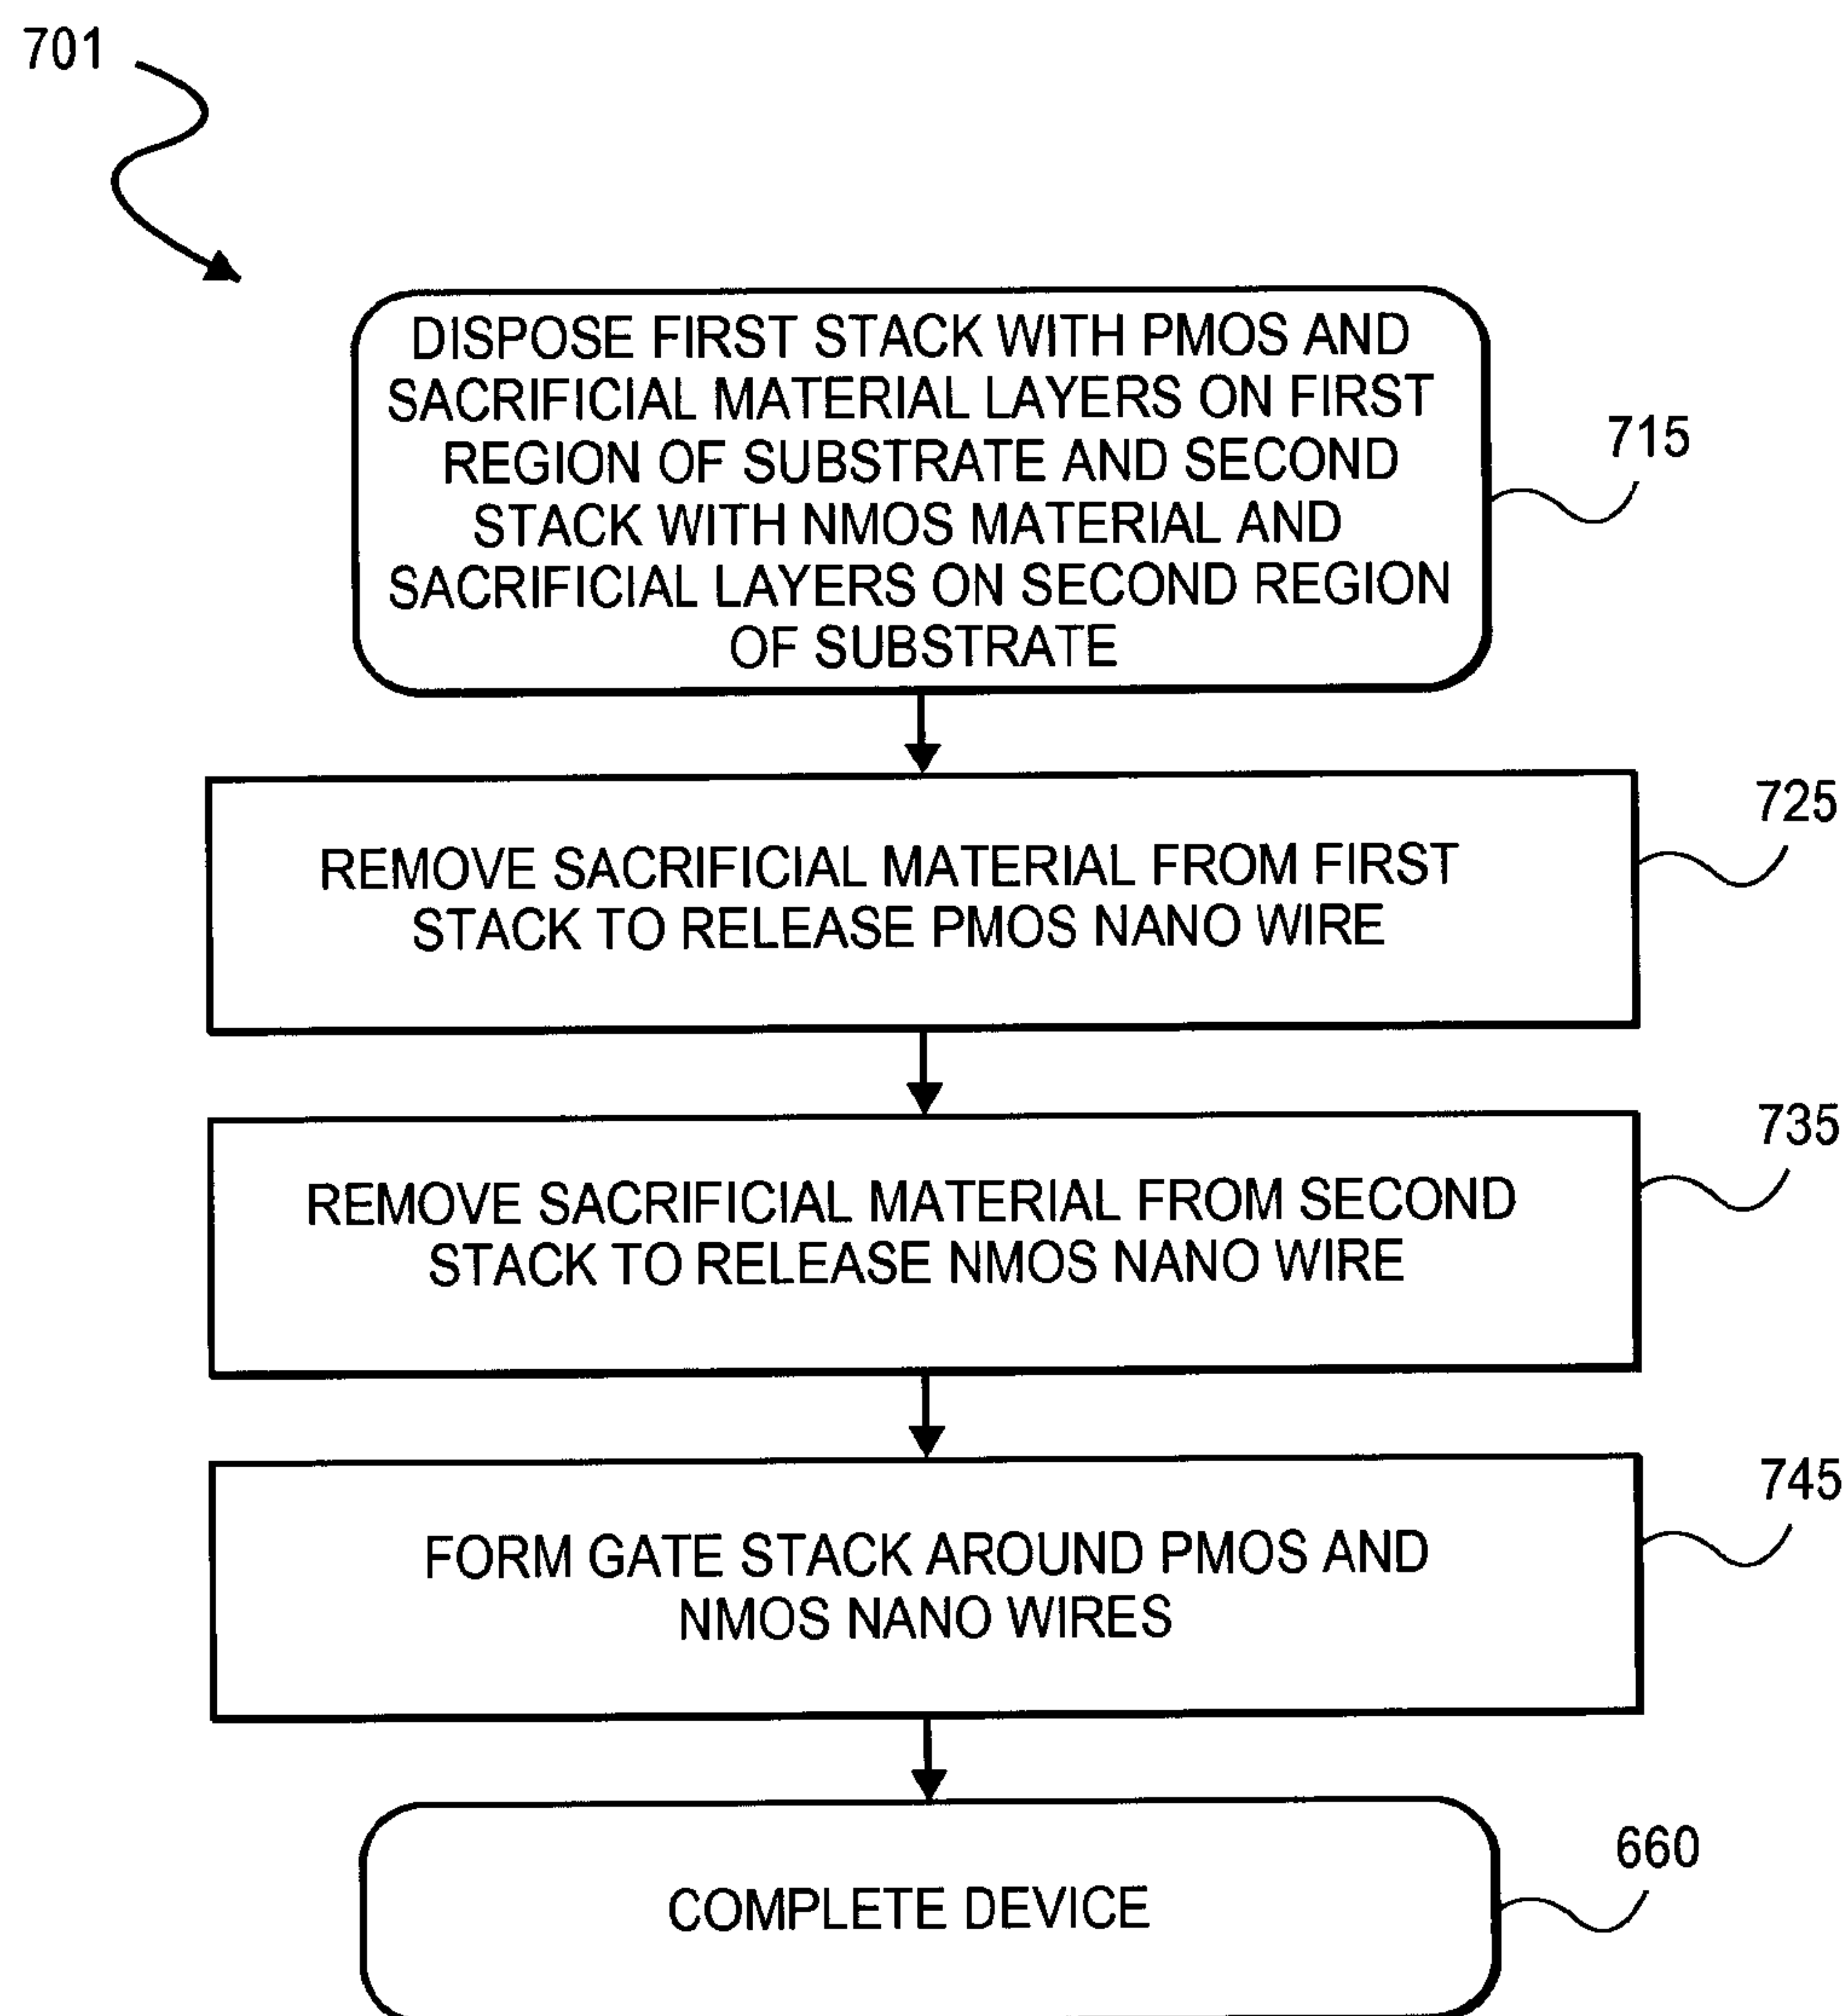 701
DISPOSE FIRST STACK WITH PMOS AND
SACRIFICIAL MATERIAL LAYERS ON FIRST
REGION OF SUBSTRATE AND SECOND
STACK WITH NMOS MATERIAL AND
SACRIFICIAL LAYERS ON SECOND REGION
OF SUBSTRATE
715
REMOVE SACRIFICIAL MATERIAL FROM FIRST
STACK TO RELEASE PMOS NANO WIRE
725
REMOVE SACRIFICIAL MATERIAL FROM SECOND
STACK TO RELEASE NMOS NANO WIRE
735
FORM GATE STACK AROUND PMOS AND
NMOS NANO WIRES
745
COMPLETE DEVICE
660